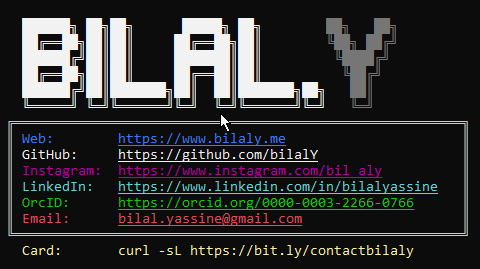 BILAL.Y
Web: https://www.bilaly.me
GitHub: https://github.com/bilalY
Instagram: https://www.instagram.com/bil_aly
LinkedIn: https://www.linkedin.com/in/bilalyassine
OrcID: https://orcid.org/0000-0003-2266-0766
Email: bilal.yassine@gmail.com
Card: curl -sL https://bit.ly/contactbilaly